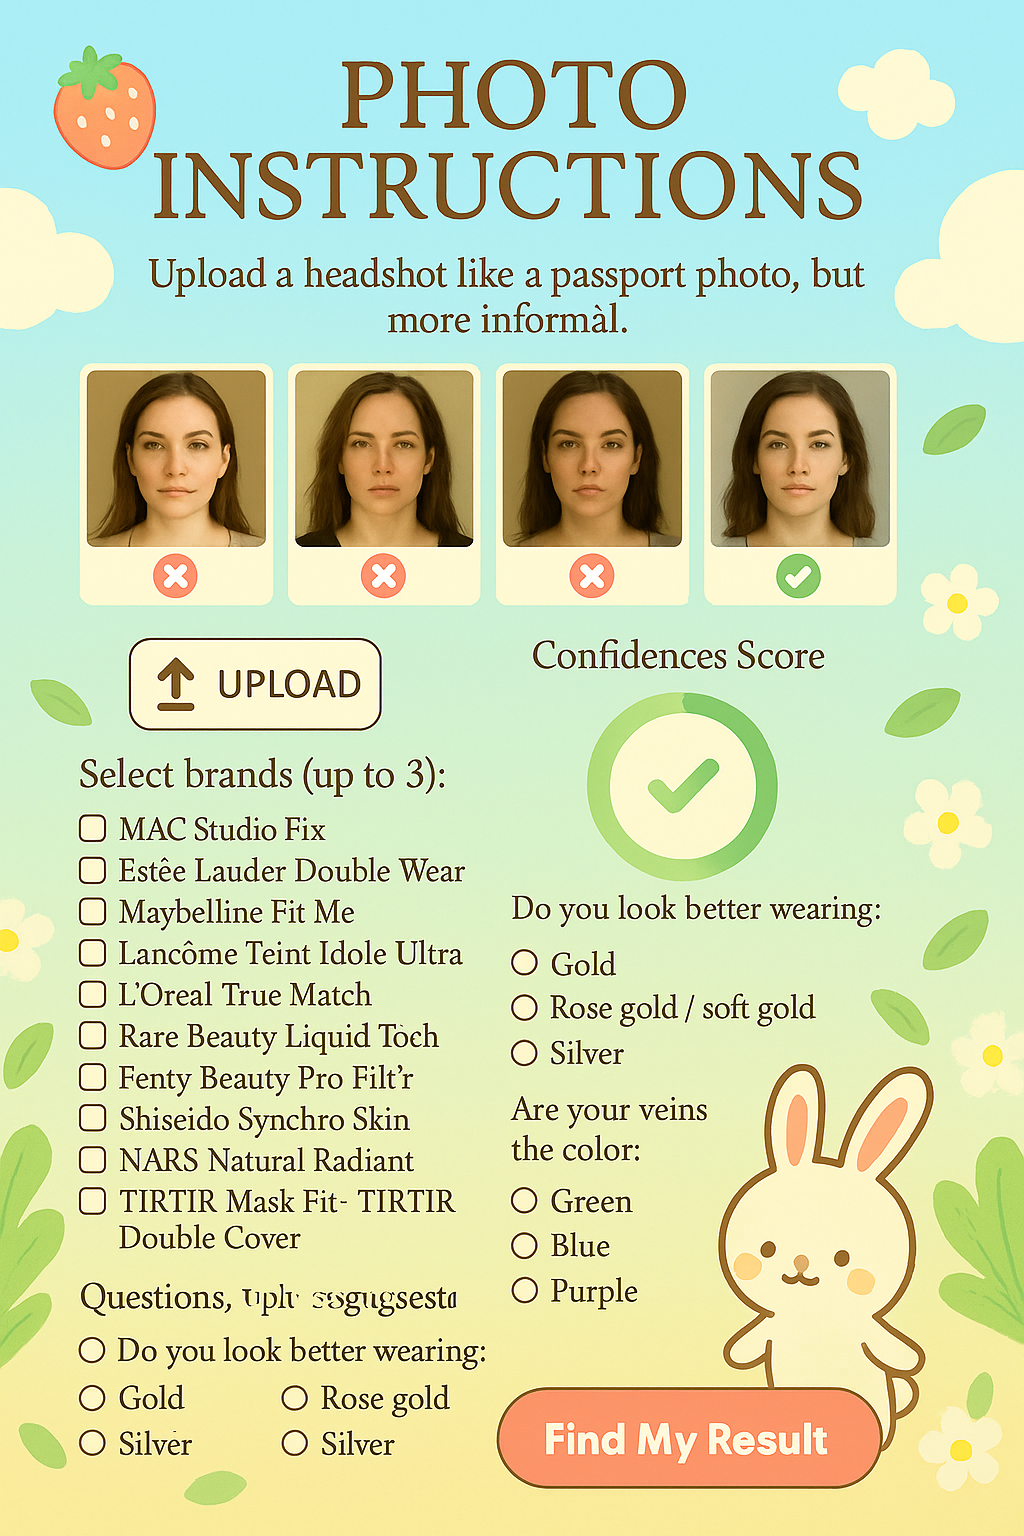 PHOTO
INSTRUCTIONS
Upload a headshot like a passport photo, but
more informàl.
UPLOAD
Select brands (up to 3):
MAC Studio Fix
Estêe Lauder Double Wear
Maybelline Fit Me
Lancôme Teint Idole Ultra
L'Oreal True Match
Rare Beauty Liquid Toch
Fenty Beauty Pro Filt'r
Shiseido Synchro Skin
NARS Natural Radiant
TIRTIR Mask Fit- TIRTIR
Double Cover
Questions,
Do you look better wearing:
Gold
Rose gold
Silver
Silver
Confidences Score
Do you look better wearing:
Gold
Rose gold / soft gold
Silver
Are your veins
the color:
Green
Blue
Purple
Find My Result